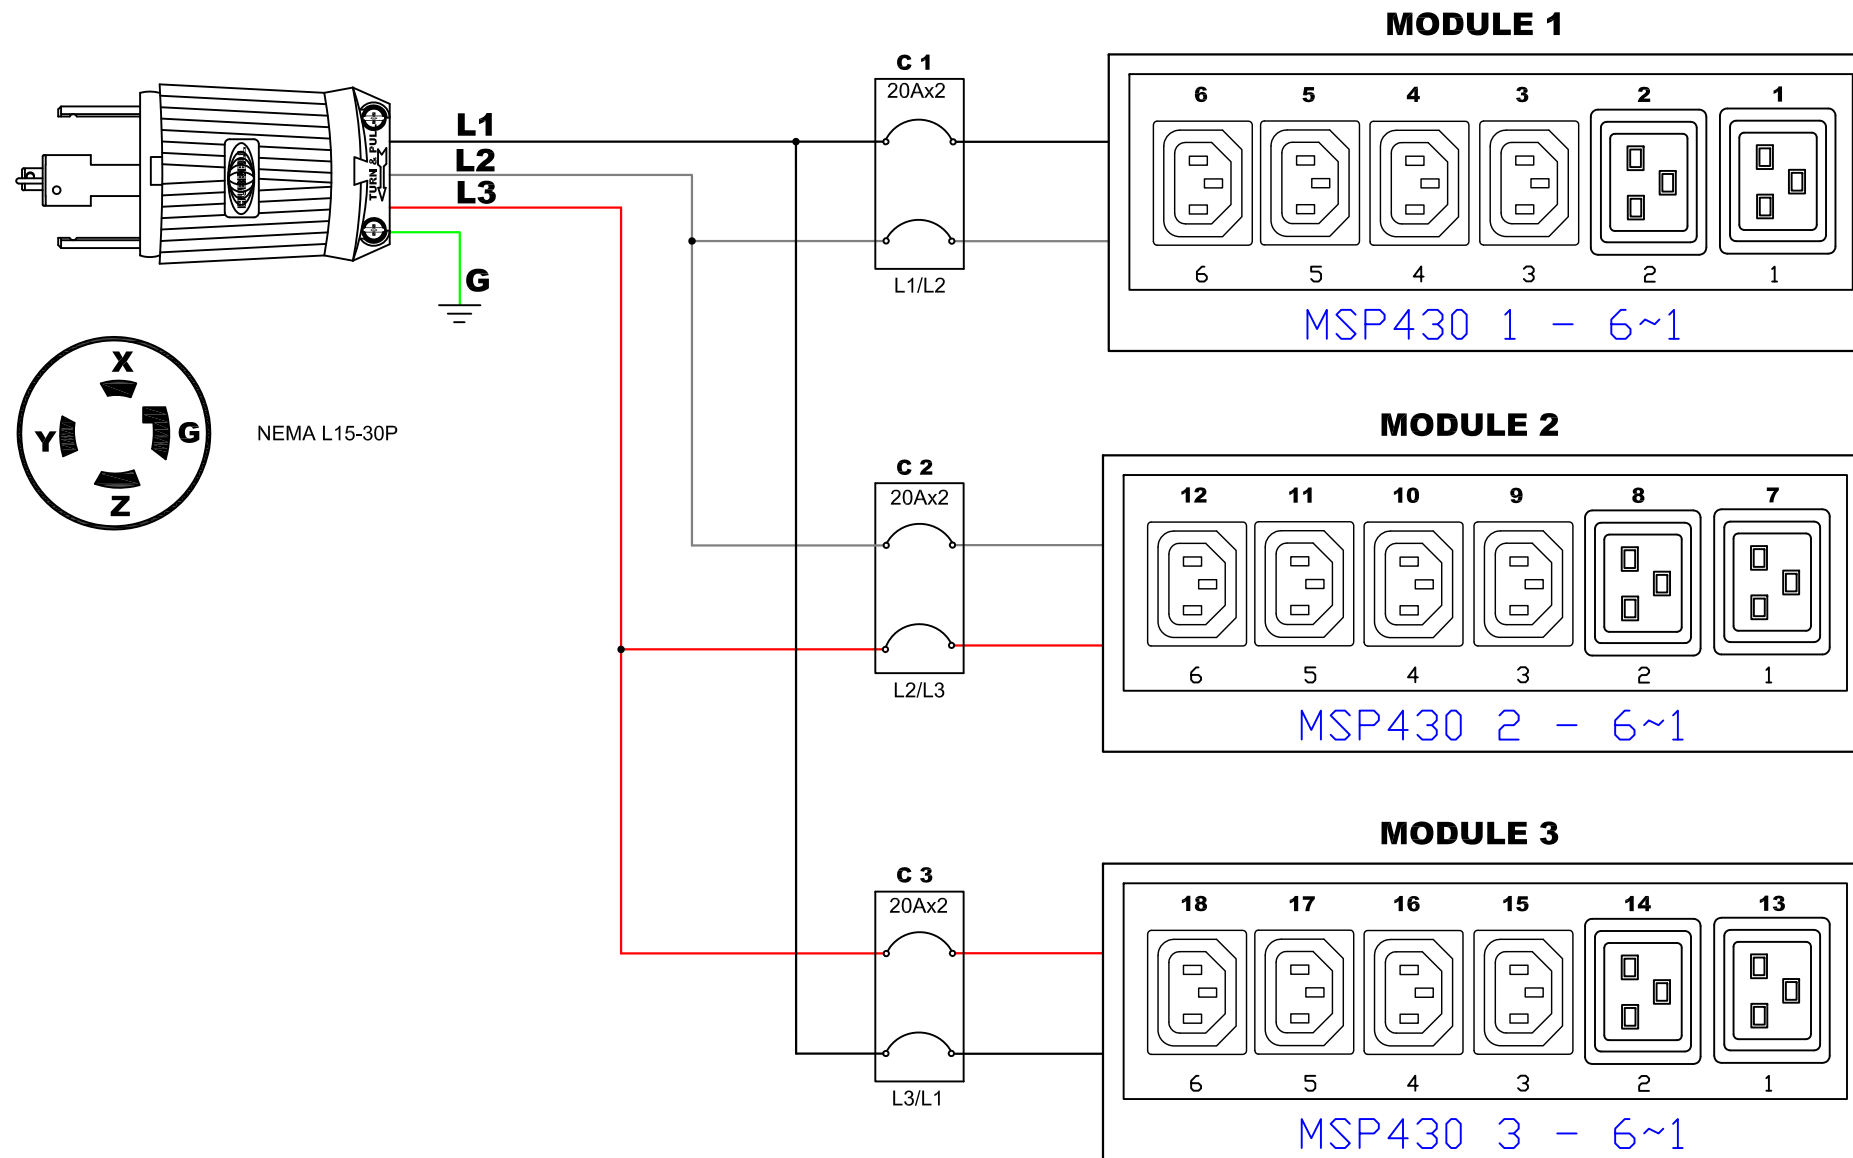 MODULE 1
C 1
20Ax2
L1/L2
6 5 4 3 2 1
6 5 4 3 2 1
MSP430 1 - 6~1
TURN & PULL
L1
L2
L3
G
X
Y
G
Z
NEMA L15-30P
MODULE 2
C 2
20Ax2
L2/L3
12 11 10 9 8 7
6 5 4 3 2 1
MSP430 2 - 6~1
MODULE 3
C 3
20Ax2
L3/L1
18 17 16 15 14 13
6 5 4 3 2 1
MSP430 3 - 6~1